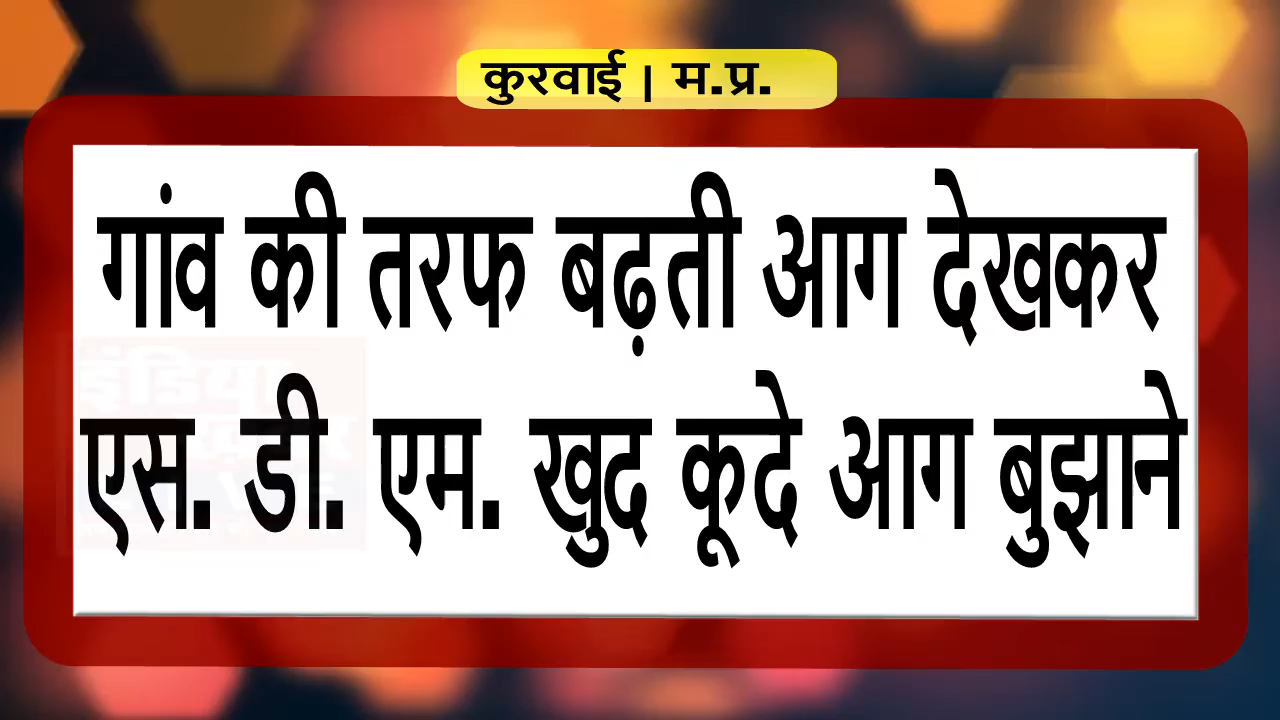 कुरवाई | म.प्र.
गांव की तरफ बढ़ती आग देखकर
एस. डी. एम. खुद कूदे आग बुझाने
इंडिया